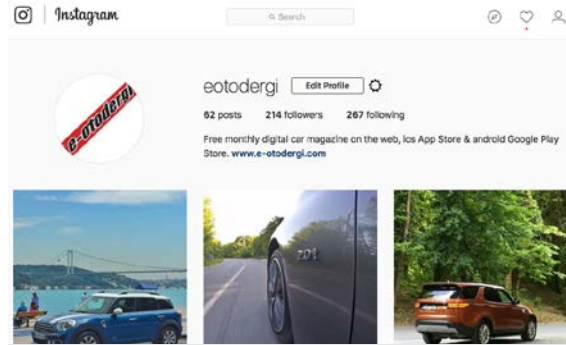 Instagram
Search
eotodergi Edit Profile
62 posts 214 followers 267 following
Free monthly digital car magazine on the web, ios App Store & android Google Play
Store. www.e-otodergi.com
e-otodergi
20t